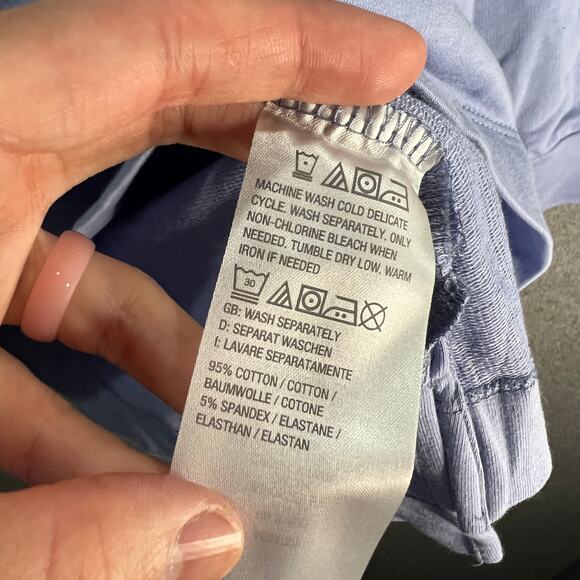 MACHINE WASH COLD DELICATE
CYCLE. WASH SEPARATELY. ONLY
NON-CHLORINE BLEACH WHEN
NEEDED. TUMBLE DRY LOW. WARM
IRON IF NEEDED
30
GB: WASH SEPARATELY
D: SEPARAT WASCHEN
I: LAVARE SEPARATAMENTE
95% COTTON / COTTON /
BAUMWOLLE / COTONE
5% SPANDEX / ELASTANE /
ELASTHAN / ELASTAN